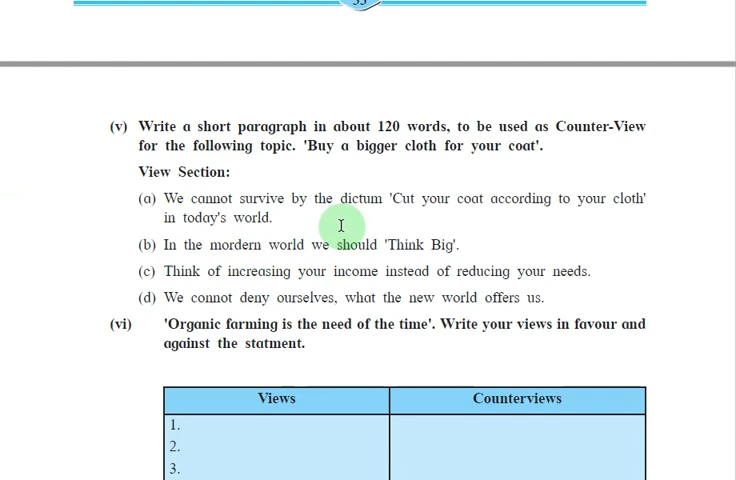 33
(v) Write a short paragraph in about 120 words, to be used as Counter-View
for the following topic. 'Buy a bigger cloth for your coat'.
View Section:
(a) We cannot survive by the dictum 'Cut your coat according to your cloth'
in today's world.
(b) In the mordern world we should 'Think Big'.
(c) Think of increasing your income instead of reducing your needs.
(d) We connot deny ourselves, what the new world offers us.
(vi) 'Organic farming is the need of the time'. Write your views in favour and
against the statment.
Views Counterviews
1.
2.
3.